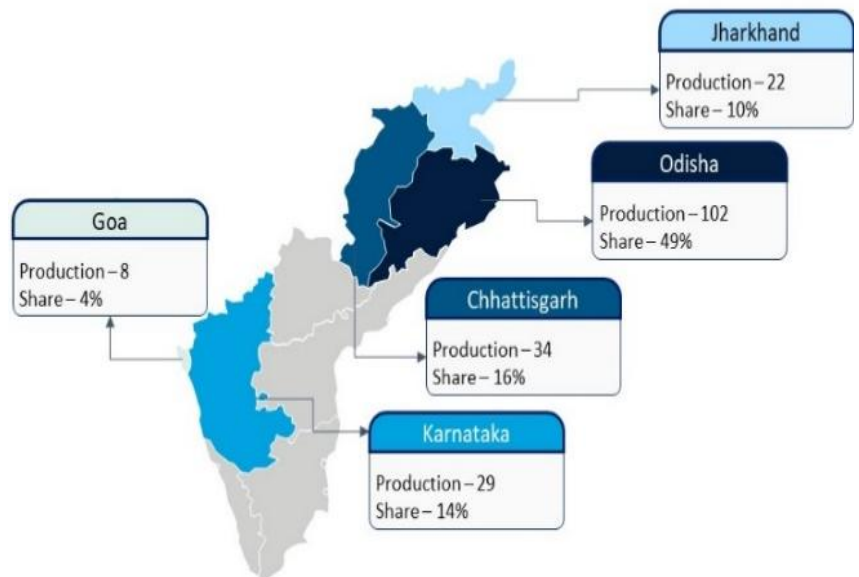 Jharkhand
Production – 22
Share – 10%
Odisha
Production – 102
Share – 49%
Goa
Production – 8
Share – 4%
Chhattisgarh
Production – 34
Share – 16%
Karnataka
Production – 29
Share – 14%